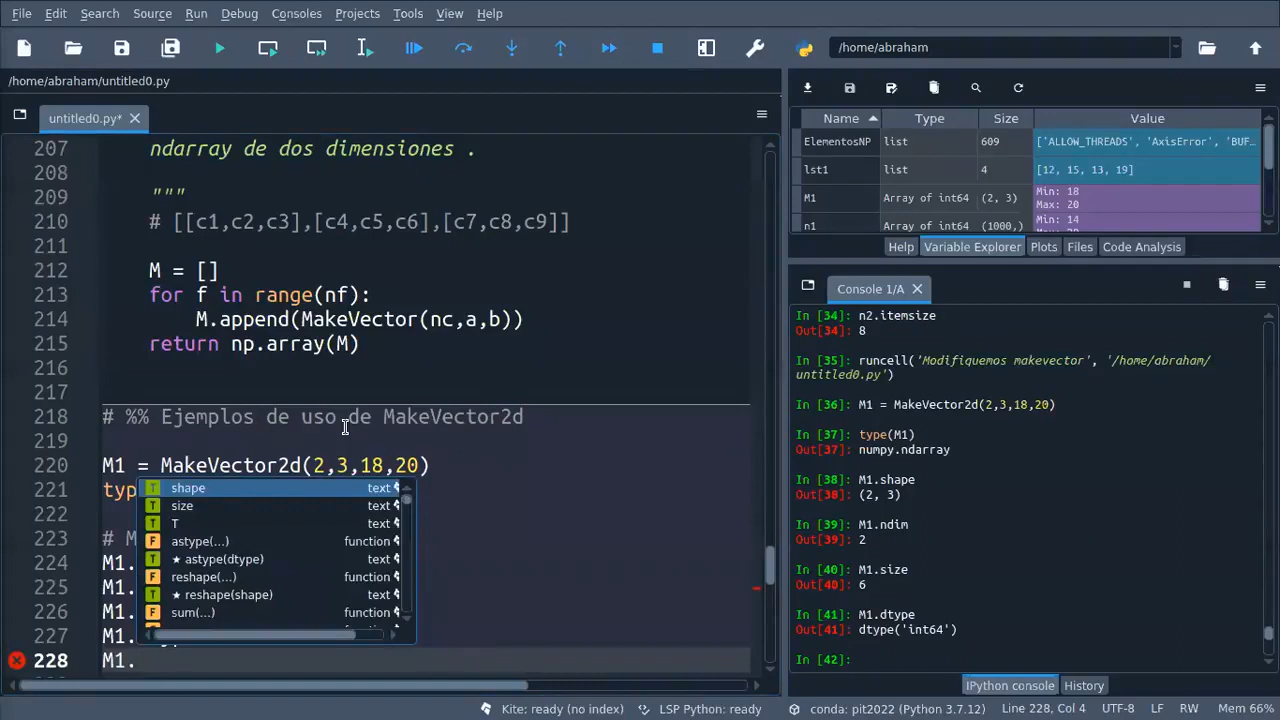 File Edit Search Source Run Debug Consoles Projects Tools View Help
/home/abraham
/home/abraham/untitled0.py
untitled0.py*
207 ndarray de dos dimensiones .
208
209 """
210 # [[c1,c2,c3],[c4,c5,c6],[c7,c8,c9]]
211
212 M = []
213 for f in range(nf):
214 M.append(MakeVector(nc,a,b))
215 return np.array(M)
216
217
218 # %% Ejemplos de uso de MakeVector2d
219
220 M1 = MakeVector2d(2,3,18,20)
221 typ
222
223 # M
224 M1.
225 M1.
226 M1.
227 M1.
228 M1.
T shape text
T size text
T T text
F astype(...) function
T ★ astype(dtype) text
F reshape(...) function
T ★ reshape(shape) text
F sum(...) function
Name Type Size Value
ElementosNP list 609 ['ALLOW_THREADS', 'AxisError', 'BUF…
lst1 list 4 [12, 15, 13, 19]
M1 Array of int64 (2, 3) Min: 18
Max: 20
n1 Array of int64 (1000,) Min: 14
Help Variable Explorer Plots Files Code Analysis
Console 1/A
In [34]: n2.itemsize
Out[34]: 8
In [35]: runcell('Modifiquemos makevector', '/home/abraham/
untitled0.py')
In [36]: M1 = MakeVector2d(2,3,18,20)
In [37]: type(M1)
Out[37]: numpy.ndarray
In [38]: M1.shape
Out[38]: (2, 3)
In [39]: M1.ndim
Out[39]: 2
In [40]: M1.size
Out[40]: 6
In [41]: M1.dtype
Out[41]: dtype('int64')
In [42]:
IPython console History
Kite: ready (no index) LSP Python: ready conda: pit2022 (Python 3.7.12) Line 228, Col 4 UTF-8 LF RW Mem 66%